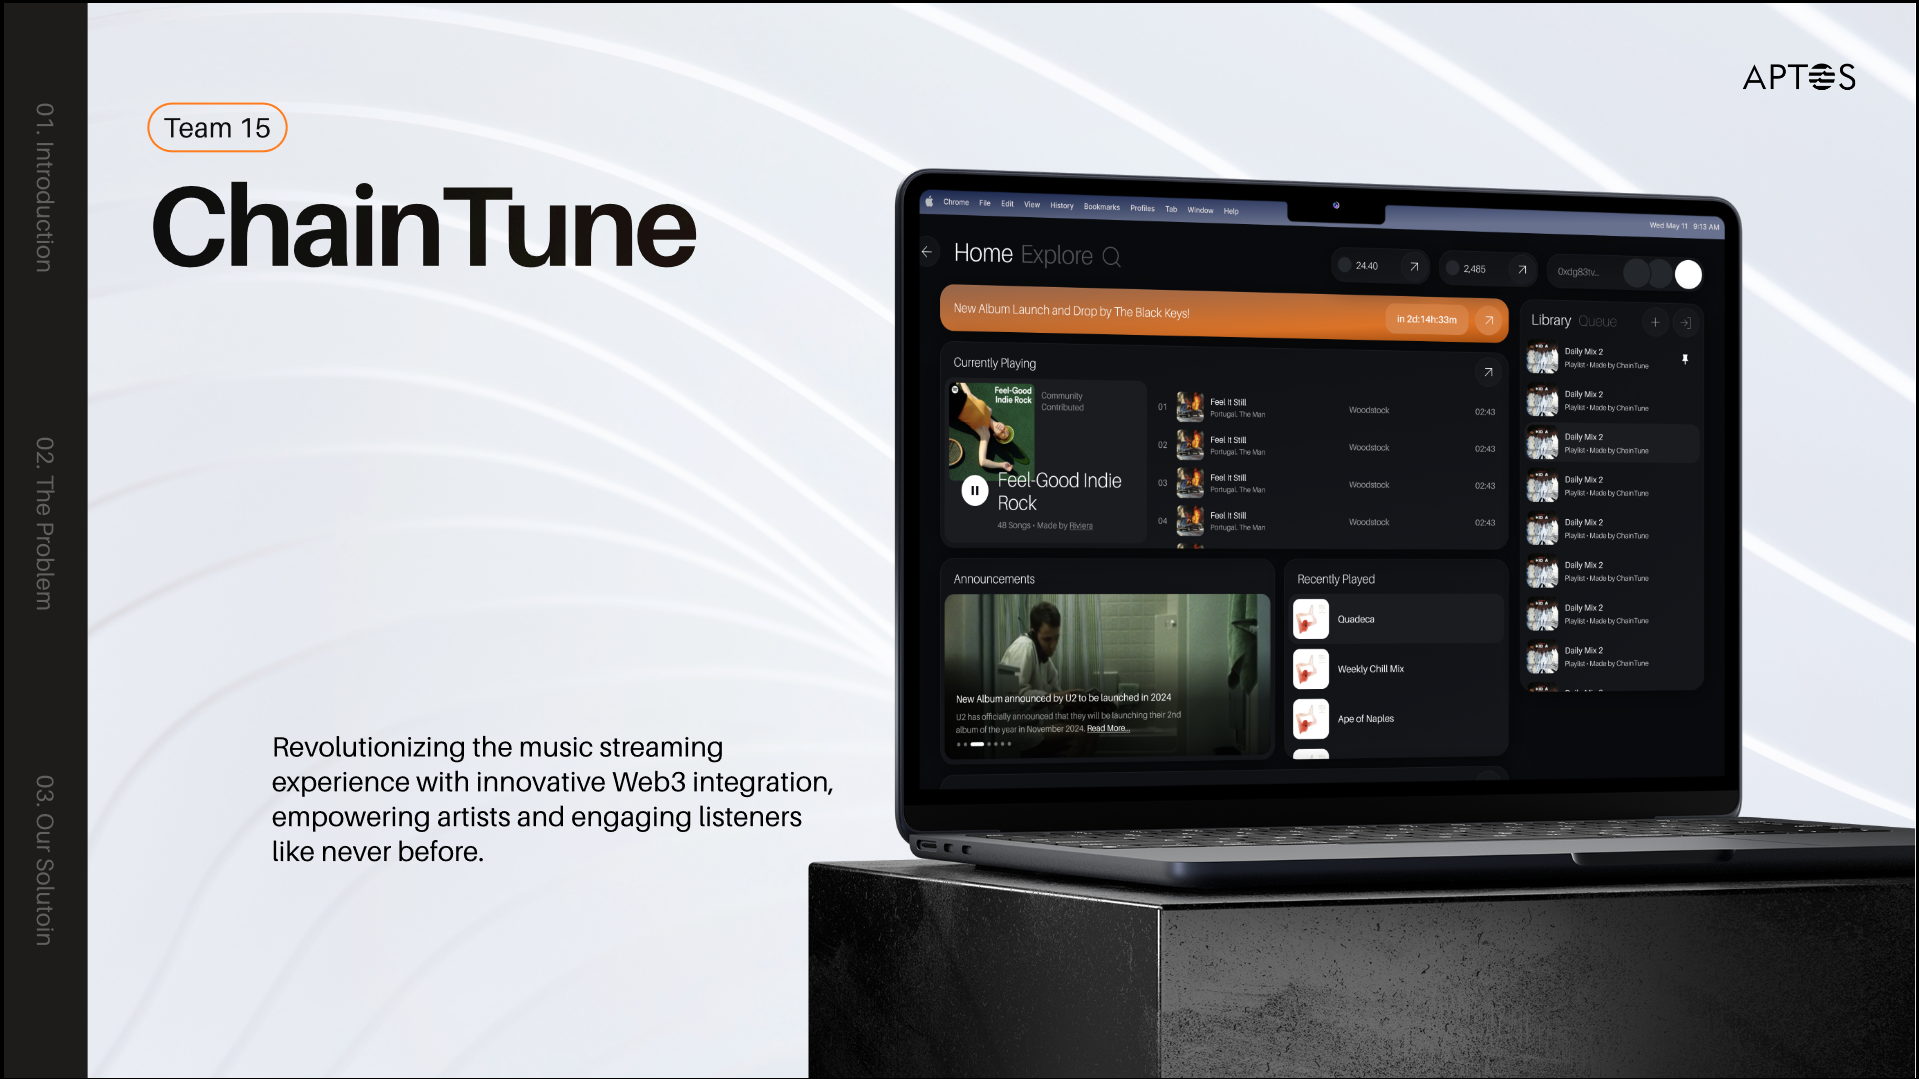 01. Introduction
02. The Problem
03. Our Solutoin
APTOS
Team 15
ChainTune
Revolutionizing the music streaming
experience with innovative Web3 integration,
empowering artists and engaging listeners
like never before.
Chrome File Edit View History Bookmarks Profiles Tab Window Help
Wed May 11 9:13 AM
Home Explore
24.40
2,485
0xdg83tv...
New Album Launch and Drop by The Black Keys!
in 2d:14h:33m
Currently Playing
Feel-Good
Indie Rock
Community
Contributed
Feel-Good Indie
Rock
48 Songs • Made by Riviera
01 Feel It Still Woodstock 02:43
Portugal. The Man
02 Feel It Still Woodstock 02:43
Portugal. The Man
03 Feel It Still Woodstock 02:43
Portugal. The Man
04 Feel It Still Woodstock 02:43
Portugal. The Man
Announcements
New Album announced by U2 to be launched in 2024
U2 has officially announced that they will be launching their 2nd
album of the year in November 2024. Read More...
Recently Played
Quadeca
Weekly Chill Mix
Ape of Naples
Library Queue
Daily Mix 2
Playlist • Made by ChainTune
Daily Mix 2
Playlist • Made by ChainTune
Daily Mix 2
Playlist • Made by ChainTune
Daily Mix 2
Playlist • Made by ChainTune
Daily Mix 2
Playlist • Made by ChainTune
Daily Mix 2
Playlist • Made by ChainTune
Daily Mix 2
Playlist • Made by ChainTune
Daily Mix 2
Playlist • Made by ChainTune